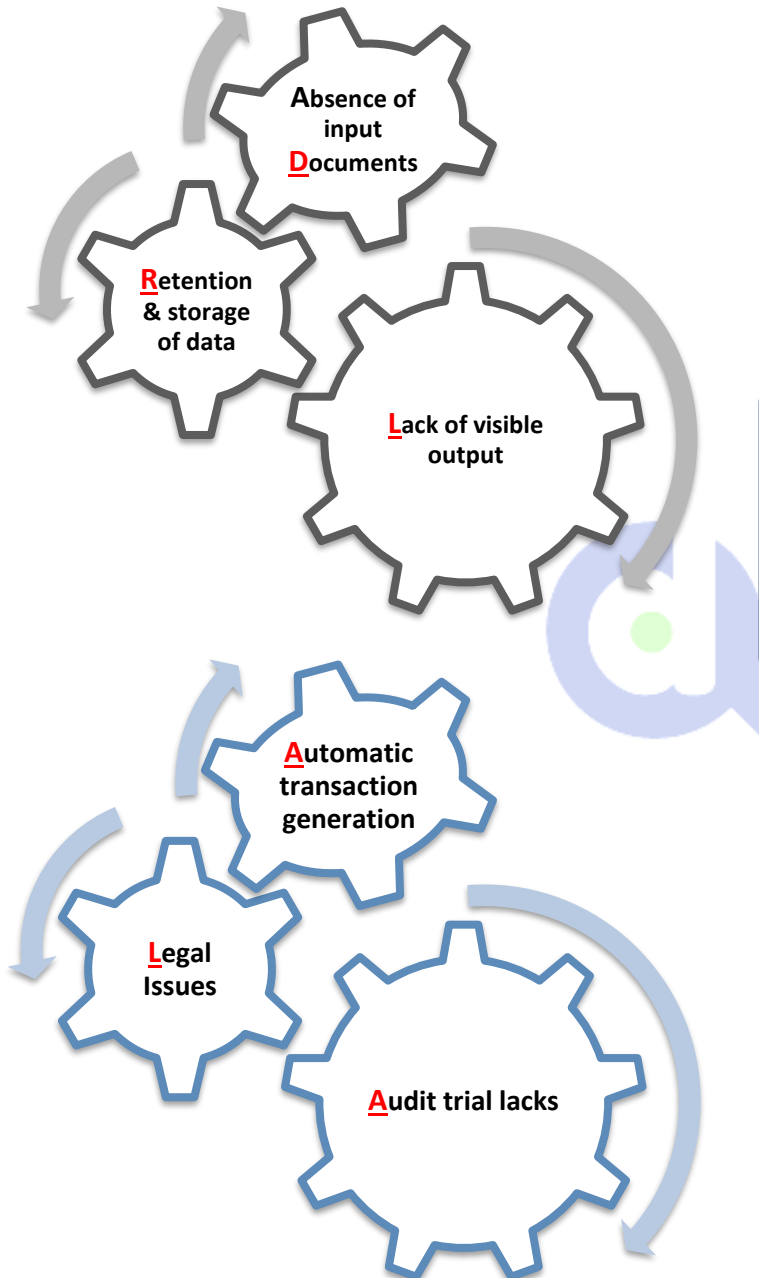 Absence of
input
Documents
Retention
& storage
of data
Lack of visible
output
Automatic
transaction
generation
Legal
Issues
Audit trial lacks